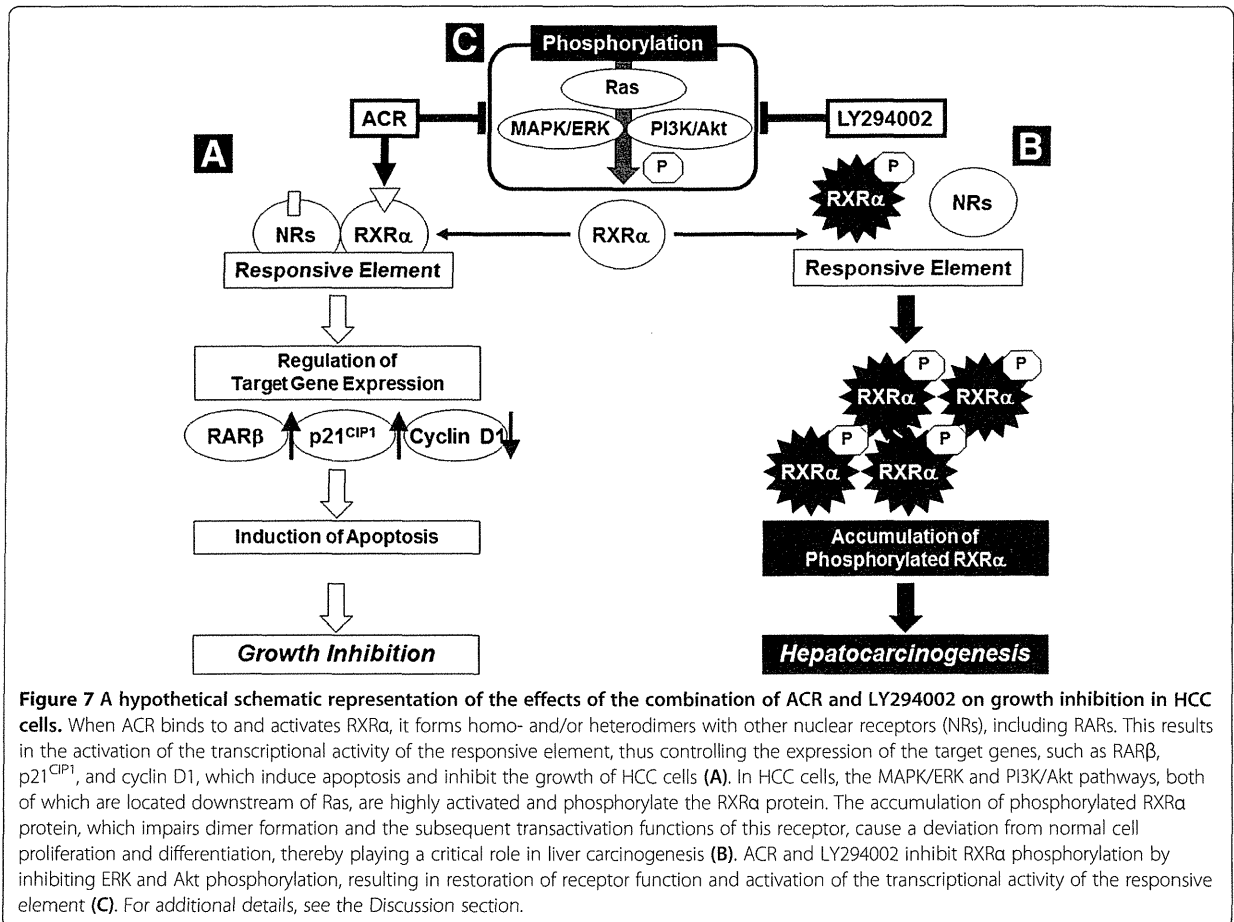 C
Phosphorylation
Ras
MAPK/ERK
PI3K/Akt
P
ACR
LY294002
A
NRs
RXRα
Responsive Element
Regulation of
Target Gene Expression
RARβ
p21CIP1
Cyclin D1
Induction of Apoptosis
Growth Inhibition
RXRα
B
P
RXRα
NRs
Responsive Element
P
RXRα
P
RXRα
P
RXRα
P
RXRα
Accumulation of
Phosphorylated RXRα
Hepatocarcinogenesis
Figure 7 A hypothetical schematic representation of the effects of the combination of ACR and LY294002 on growth inhibition in HCC
cells. When ACR binds to and activates RXRα, it forms homo- and/or heterodimers with other nuclear receptors (NRs), including RARs. This results
in the activation of the transcriptional activity of the responsive element, thus controlling the expression of the target genes, such as RARβ,
p21CIP1, and cyclin D1, which induce apoptosis and inhibit the growth of HCC cells (A). In HCC cells, the MAPK/ERK and PI3K/Akt pathways, both
of which are located downstream of Ras, are highly activated and phosphorylate the RXRα protein. The accumulation of phosphorylated RXRα
protein, which impairs dimer formation and the subsequent transactivation functions of this receptor, cause a deviation from normal cell
proliferation and differentiation, thereby playing a critical role in liver carcinogenesis (B). ACR and LY294002 inhibit RXRα phosphorylation by
inhibiting ERK and Akt phosphorylation, resulting in restoration of receptor function and activation of the transcriptional activity of the responsive
element (C). For additional details, see the Discussion section.